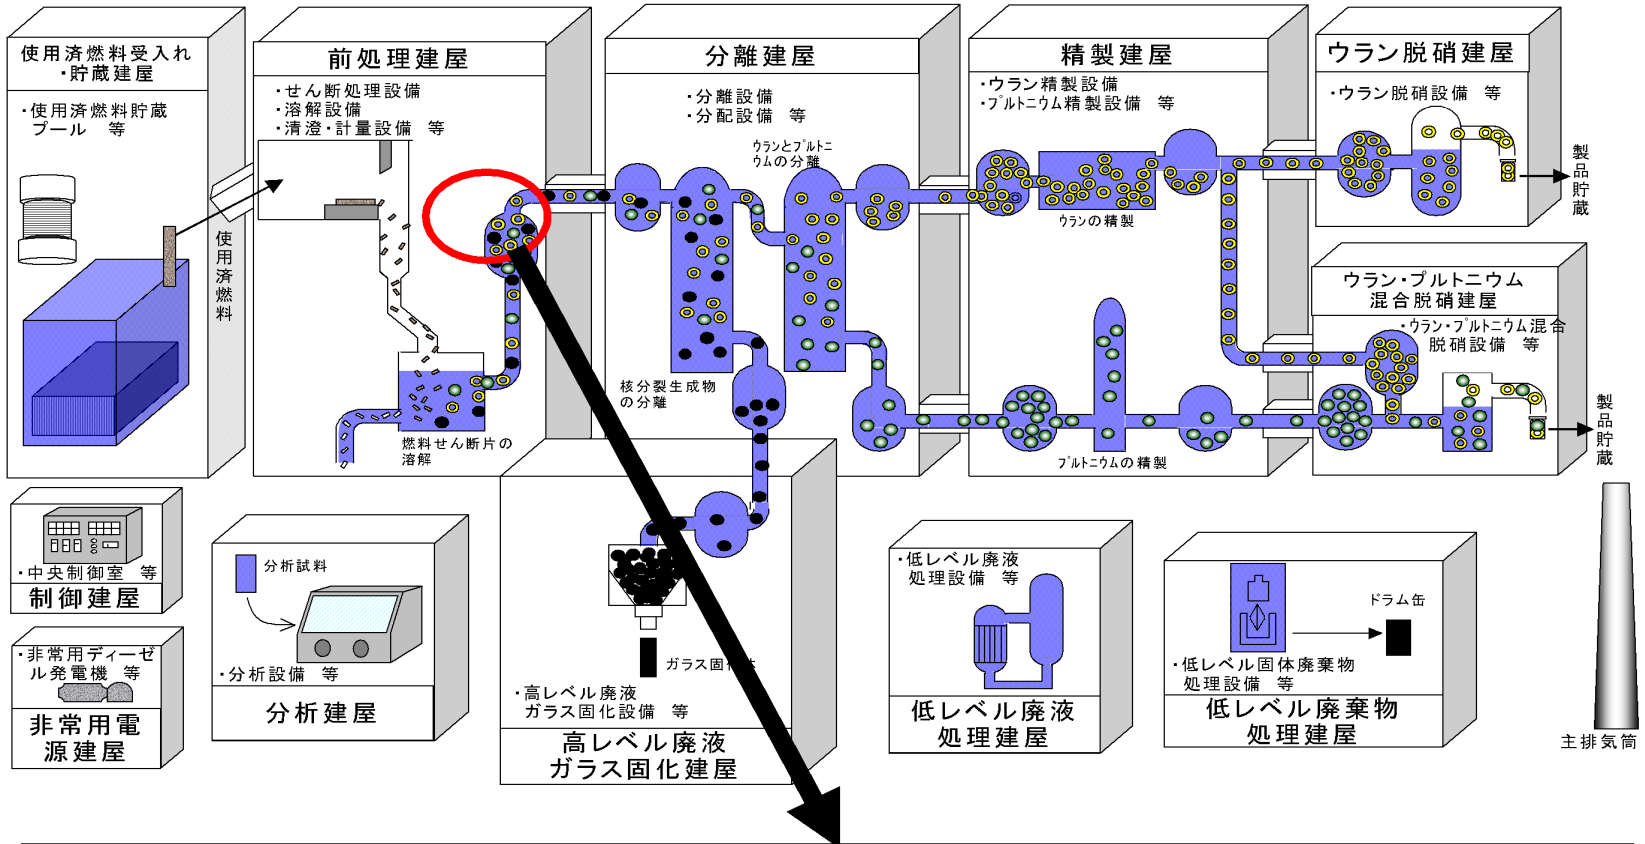 使用済燃料受入れ
・貯蔵建屋
・使用済燃料貯蔵
プール 等
使用済燃料
前処理建屋
・せん断処理設備
・溶解設備
・清澄・計量設備 等
燃料せん断片の
溶解
分離建屋
・分離設備
・分配設備 等
ウランとプルトニ
ウムの分離
核分裂生成物
の分離
精製建屋
・ウラン精製設備
・プルトニウム精製設備 等
ウランの精製
プルトニウムの精製
ウラン脱硝建屋
・ウラン脱硝設備 等
製品貯蔵
ウラン・プルトニウム
混合脱硝建屋
・ウラン・プルトニウム混合
脱硝設備 等
製品貯蔵
・中央制御室 等
制御建屋
・非常用ディーゼ
ル発電機 等
非常用電
源建屋
分析試料
・分析設備 等
分析建屋
ガラス固化体
・高レベル廃液
ガラス固化設備 等
高レベル廃液
ガラス固化建屋
・低レベル廃液
処理設備 等
低レベル廃液
処理建屋
ドラム缶
・低レベル固体廃棄物
処理設備 等
低レベル廃棄物
処理建屋
主排気筒